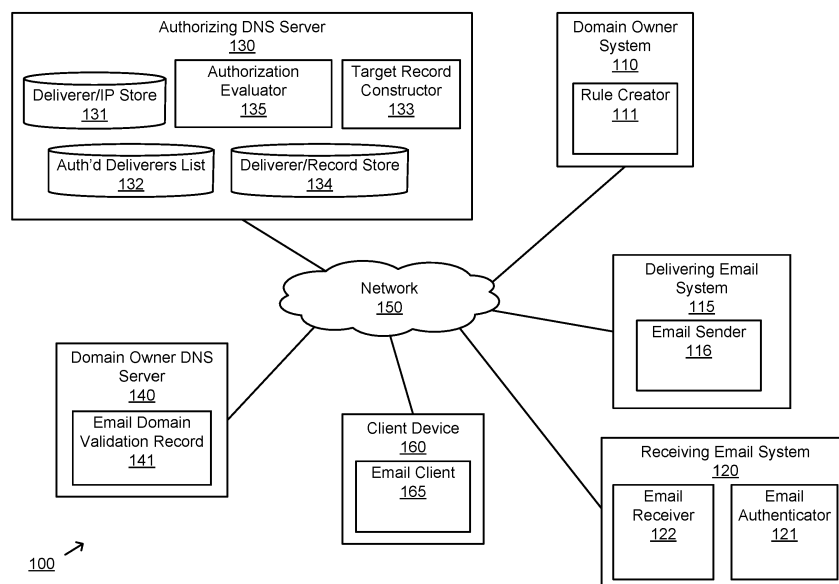 Authorizing DNS Server
130
Deliverer/IP Store
131
Authorization
Evaluator
135
Target Record
Constructor
133
Auth'd Deliverers List
132
Deliverer/Record Store
134
Domain Owner
System
110
Rule Creator
111
Network
150
Delivering Email
System
115
Email Sender
116
Domain Owner DNS
Server
140
Email Domain
Validation Record
141
Client Device
160
Email Client
165
Receiving Email System
120
Email
Receiver
122
Email
Authenticator
121
100